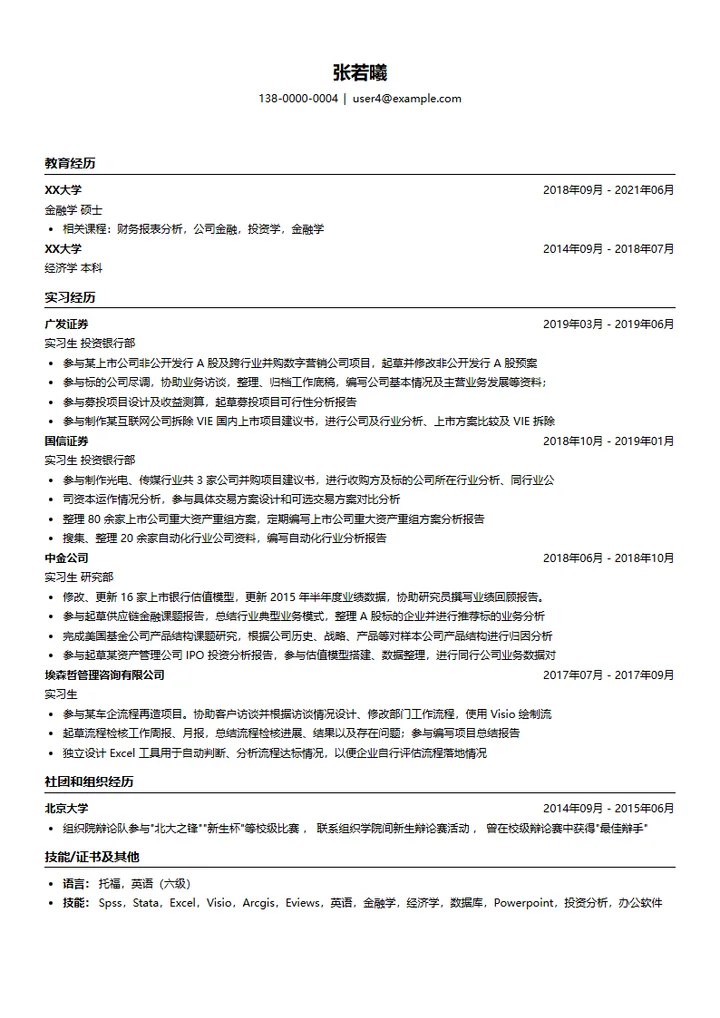 张若曦
138-0000-0004 | user4@example.com
教育经历
XX大学 2018年09月 - 2021年06月
金融学 硕士
• 相关课程：财务报表分析，公司金融，投资学，金融学
XX大学 2014年09月 - 2018年07月
经济学 本科
实习经历
广发证券 2019年03月 - 2019年06月
实习生 投资银行部
• 参与某上市公司非公开发行 A 股及跨行业并购数字营销公司项目，起草并修改非公开发行 A 股预案
• 参与标的公司尽调，协助业务访谈，整理、归档工作底稿，编写公司基本情况及主营业务发展等资料；
• 参与募投项目设计及收益测算，起草募投项目可行性分析报告
• 参与制作某互联网公司拆除 VIE 国内上市项目建议书，进行公司及行业分析、上市方案比较及 VIE 拆除
国信证券 2018年10月 - 2019年01月
实习生 投资银行部
• 参与制作光电、传媒行业共 3 家公司并购项目建议书，进行收购方及标的公司所在行业分析、同行业公
• 司资本运作情况分析，参与具体交易方案设计和可选交易方案对比分析
• 整理 80 余家上市公司重大资产重组方案，定期编写上市公司重大资产重组方案分析报告
• 搜集、整理 20 余家自动化行业公司资料，编写自动化行业分析报告
中金公司 2018年06月 - 2018年10月
实习生 研究部
• 修改、更新 16 家上市银行估值模型，更新 2015 年半年度业绩数据，协助研究员撰写业绩回顾报告。
• 参与起草供应链金融课题报告，总结行业典型业务模式，整理 A 股标的企业并进行推荐标的业务分析
• 完成美国基金公司产品结构课题研究，根据公司历史、战略、产品等对样本公司产品结构进行归因分析
• 参与起草某资产管理公司 IPO 投资分析报告，参与估值模型搭建、数据整理，进行同行公司业务数据对
埃森哲管理咨询有限公司 2017年07月 - 2017年09月
实习生
• 参与某车企流程再造项目。协助客户访谈并根据访谈情况设计、修改部门工作流程，使用 Visio 绘制流
• 起草流程检核工作周报、月报，总结流程检核进展、结果以及存在问题；参与编写项目总结报告
• 独立设计 Excel 工具用于自动判断、分析流程达标情况，以便企业自行评估流程落地情况
社团和组织经历
北京大学 2014年09月 - 2015年06月
• 组织院辩论队参与"北大之锋""新生杯"等校级比赛 ， 联系组织学院间新生辩论赛活动 ， 曾在校级辩论赛中获得"最佳辩手"
技能/证书及其他
• 语言： 托福，英语（六级）
• 技能： Spss，Stata，Excel，Visio，Arcgis，Eviews，英语，金融学，经济学，数据库，Powerpoint，投资分析，办公软件